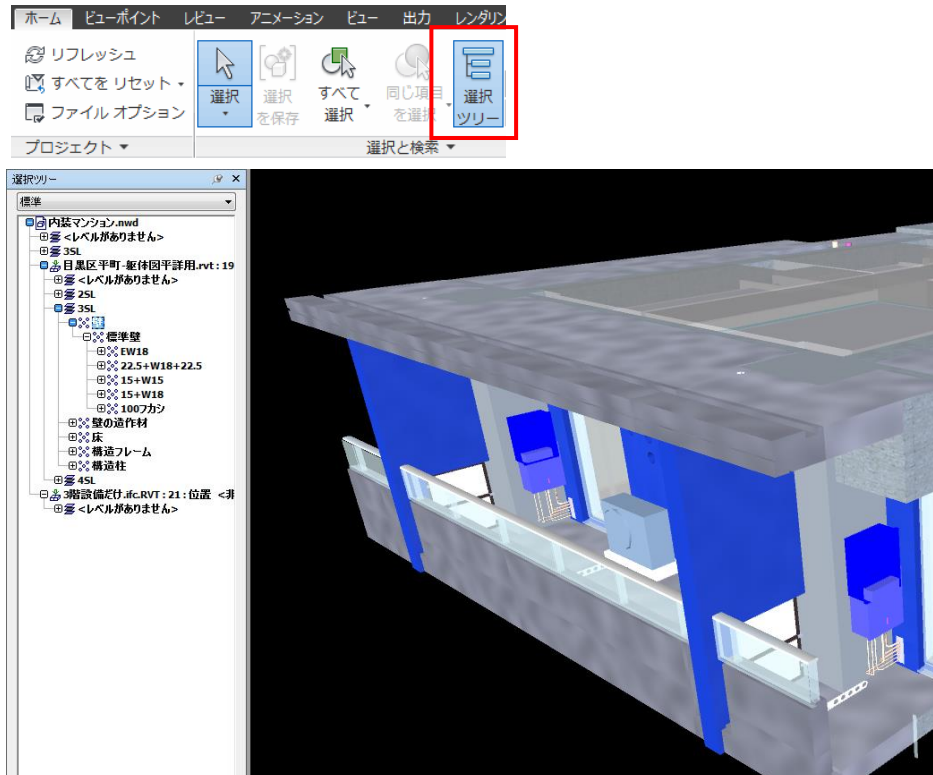 ホーム ビューポイント レビュー アニメーション ビュー 出力 レンダリン
リフレッシュ
すべてを リセット
ファイル オプション
プロジェクト
選択
選択
を保存
すべて
選択
同じ項目
を選択
選択
ツリー
選択と検索
選択ツリー
標準
内装マンション.nwd
<レベルがありません>
3SL
目黒区平町-躯体図平詳用.rvt : 19
<レベルがありません>
2SL
3SL
壁
標準壁
EW18
22.5+W18+22.5
15+W15
15+W18
100フカシ
壁の造作材
床
構造フレーム
構造柱
4SL
3階設備だけ.ifc.RVT : 21 : 位置 <非
<レベルがありません>